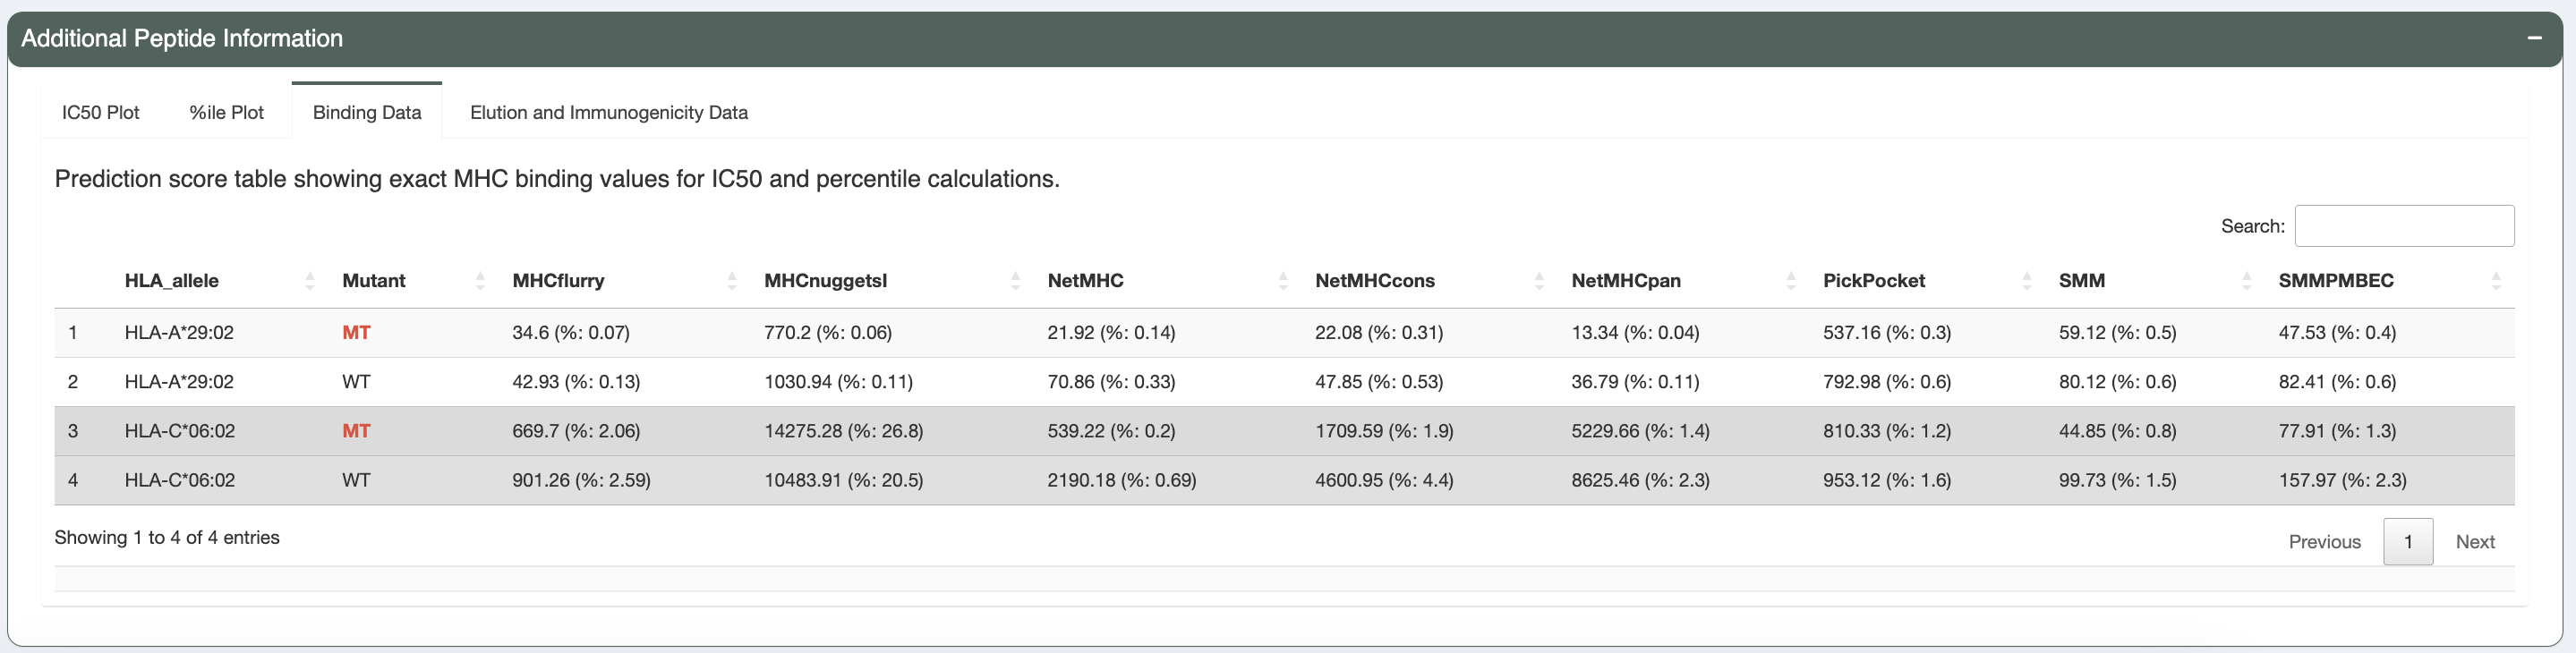 Additional Peptide Information
IC50 Plot %ile Plot Binding Data Elution and Immunogenicity Data
Prediction score table showing exact MHC binding values for IC50 and percentile calculations.
Search:
HLA_allele Mutant MHCflurry MHCnuggetsI NetMHC NetMHCcons NetMHCpan PickPocket SMM SMMPMBEC
1 HLA-A*29:02 MT 34.6 (%: 0.07) 770.2 (%: 0.06) 21.92 (%: 0.14) 22.08 (%: 0.31) 13.34 (%: 0.04) 537.16 (%: 0.3) 59.12 (%: 0.5) 47.53 (%: 0.4)
2 HLA-A*29:02 WT 42.93 (%: 0.13) 1030.94 (%: 0.11) 70.86 (%: 0.33) 47.85 (%: 0.53) 36.79 (%: 0.11) 792.98 (%: 0.6) 80.12 (%: 0.6) 82.41 (%: 0.6)
3 HLA-C*06:02 MT 669.7 (%: 2.06) 14275.28 (%: 26.8) 539.22 (%: 0.2) 1709.59 (%: 1.9) 5229.66 (%: 1.4) 810.33 (%: 1.2) 44.85 (%: 0.8) 77.91 (%: 1.3)
4 HLA-C*06:02 WT 901.26 (%: 2.59) 10483.91 (%: 20.5) 2190.18 (%: 0.69) 4600.95 (%: 4.4) 8625.46 (%: 2.3) 953.12 (%: 1.6) 99.73 (%: 1.5) 157.97 (%: 2.3)
Showing 1 to 4 of 4 entries
Previous 1 Next